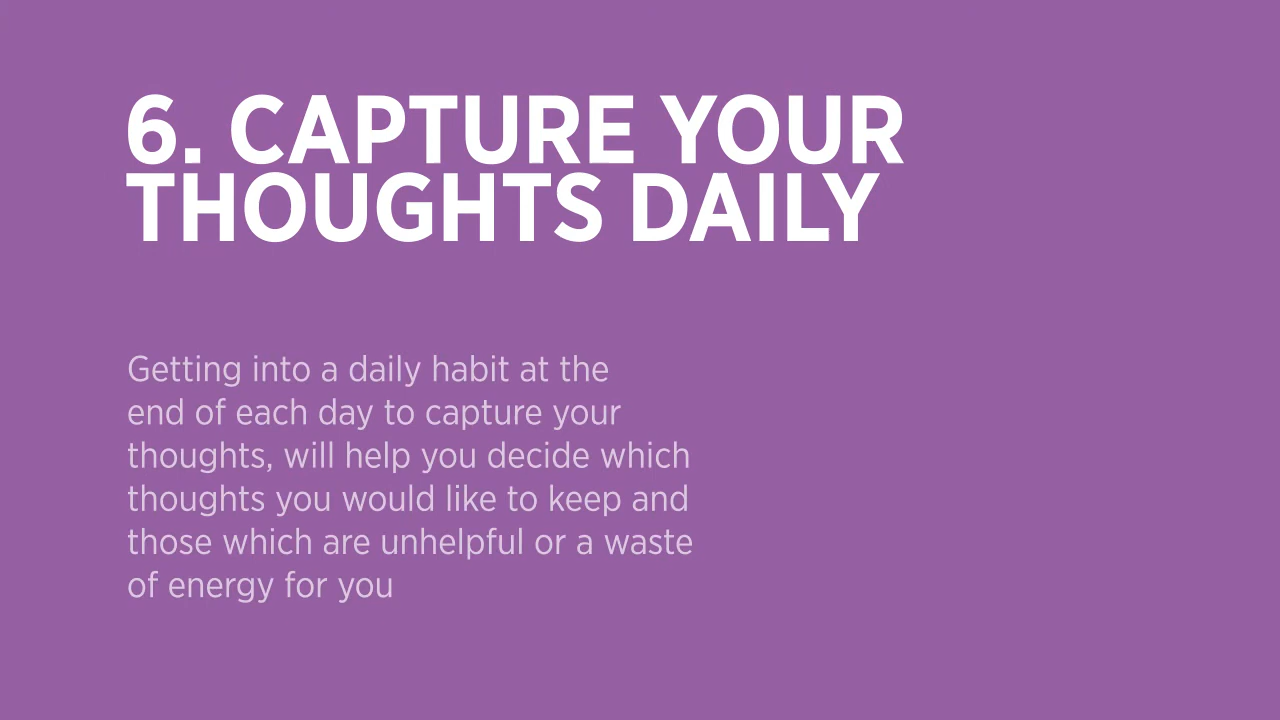 6. CAPTURE YOUR
THOUGHTS DAILY
Getting into a daily habit at the
end of each day to capture your
thoughts, will help you decide which
thoughts you would like to keep and
those which are unhelpful or a waste
of energy for you